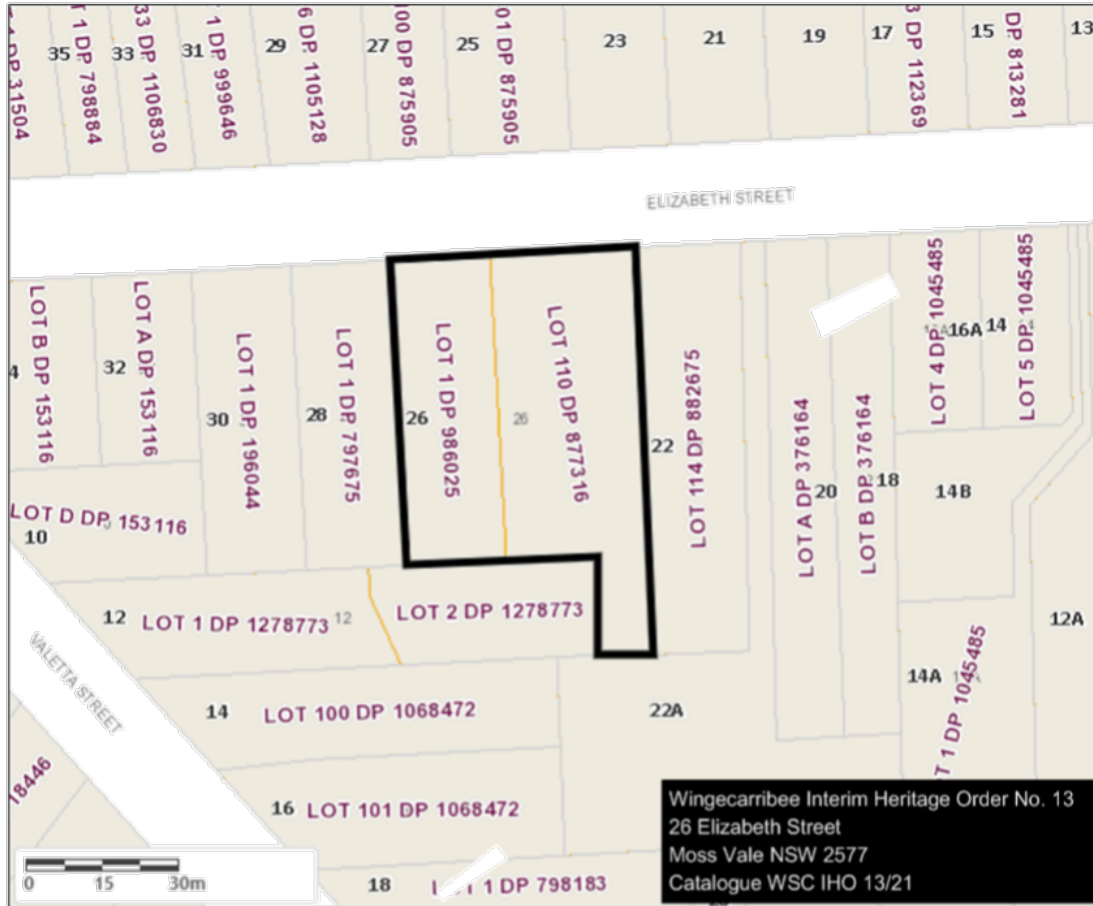 35
33
31
29
27
25
23
21
19
17
15
13
1 DP 31504
T 1 DP 798884
33 DP 1106830
1 DP 999646
6 DP 1105128
00 DP 875905
01 DP 875905
3 DP 112369
DP 813281
ELIZABETH STREET
LOT B DP 153116
LOT A DP 153116
LOT 1 DP 196044
LOT 1 DP 797675
LOT 1 DP 986025
LOT 110 DP 877316
LOT 114 DP 882675
LOT A DP 376164
LOT B DP 376164
LOT 4 DP 1045485
LOT 5 DP 1045485
4
32
30
28
26
26
22
20
18
16A
14
14B
LOT D DP 153116
10
12
LOT 1 DP 1278773
12
LOT 2 DP 1278773
12A
VALETTA STREET
14
LOT 100 DP 1068472
22A
14A
T 1 DP 1045485
18446
16
LOT 101 DP 1068472
18
1 DP 798183
0 15 30m
Wingecarribee Interim Heritage Order No. 13
26 Elizabeth Street
Moss Vale NSW 2577
Catalogue WSC IHO 13/21